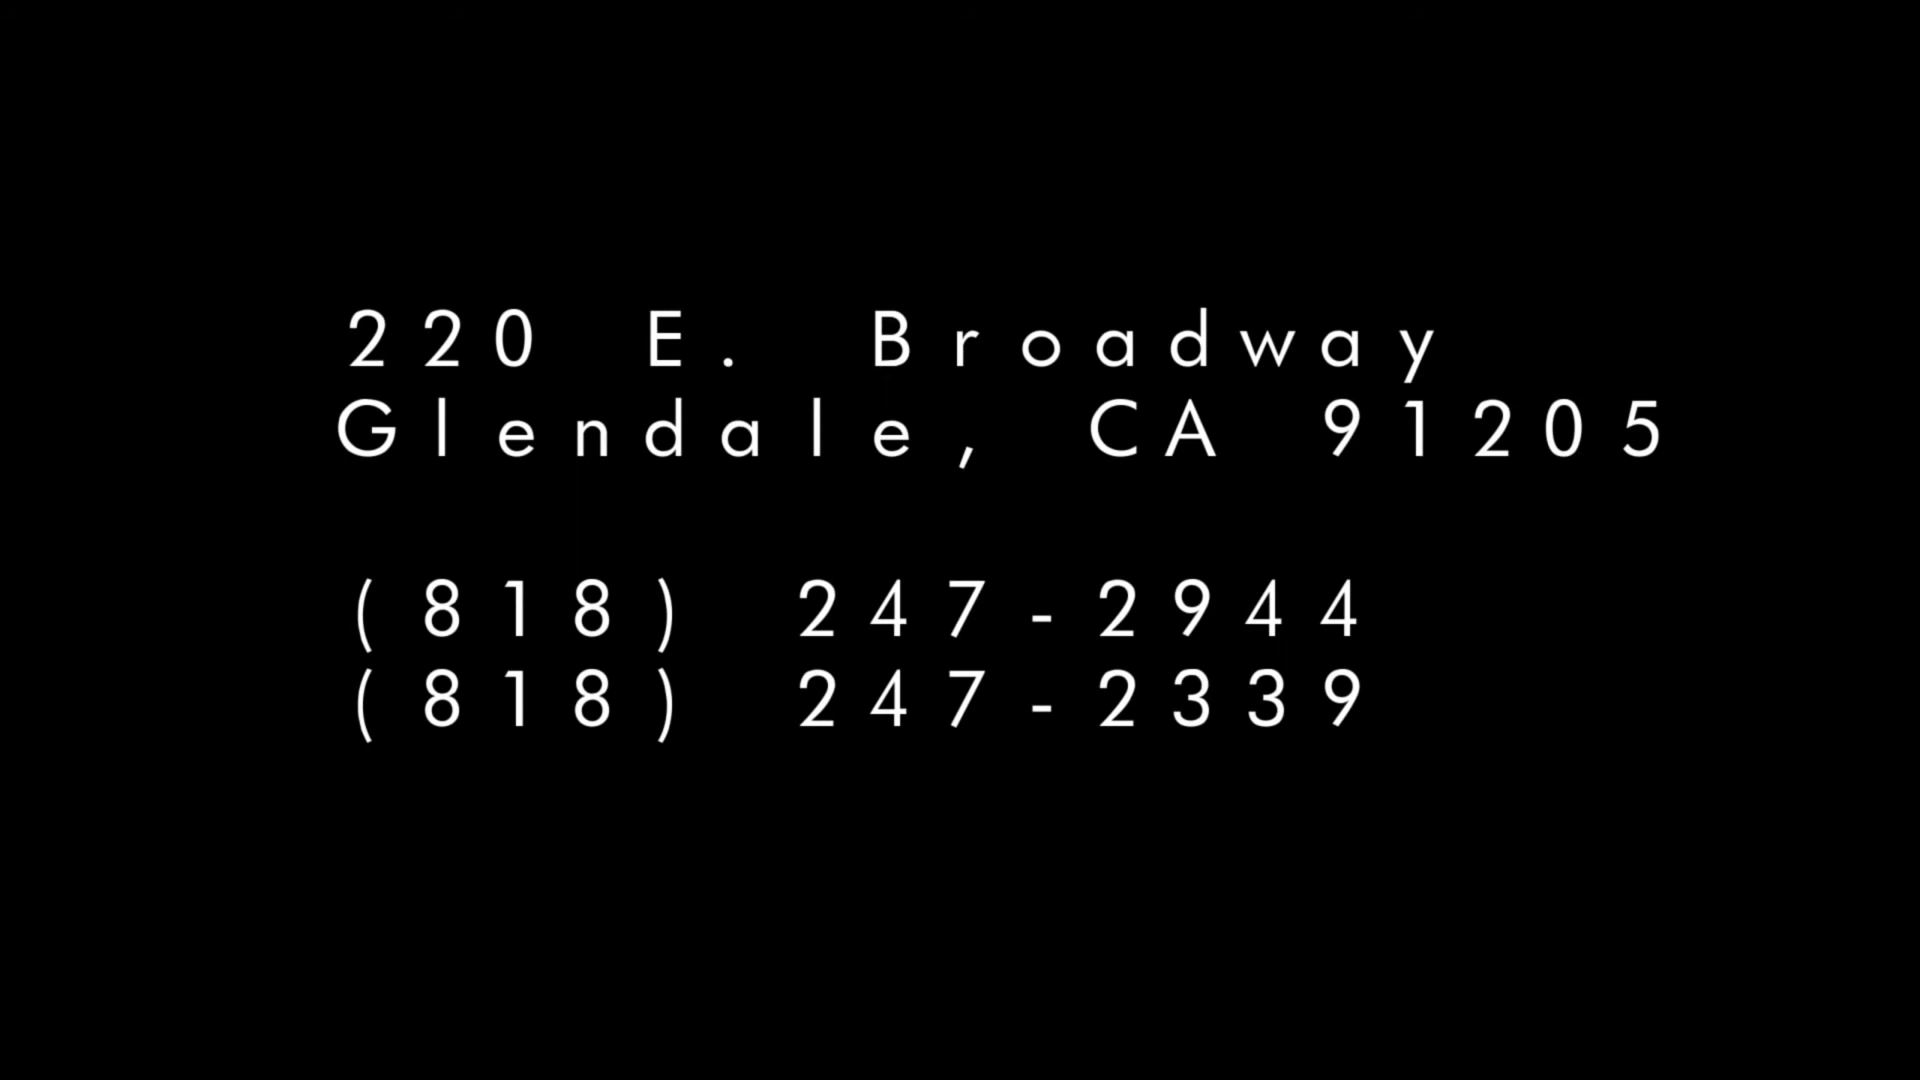 220 E. Broadway
Glendale, CA 91205
(818) 247-2944
(818) 247-2339